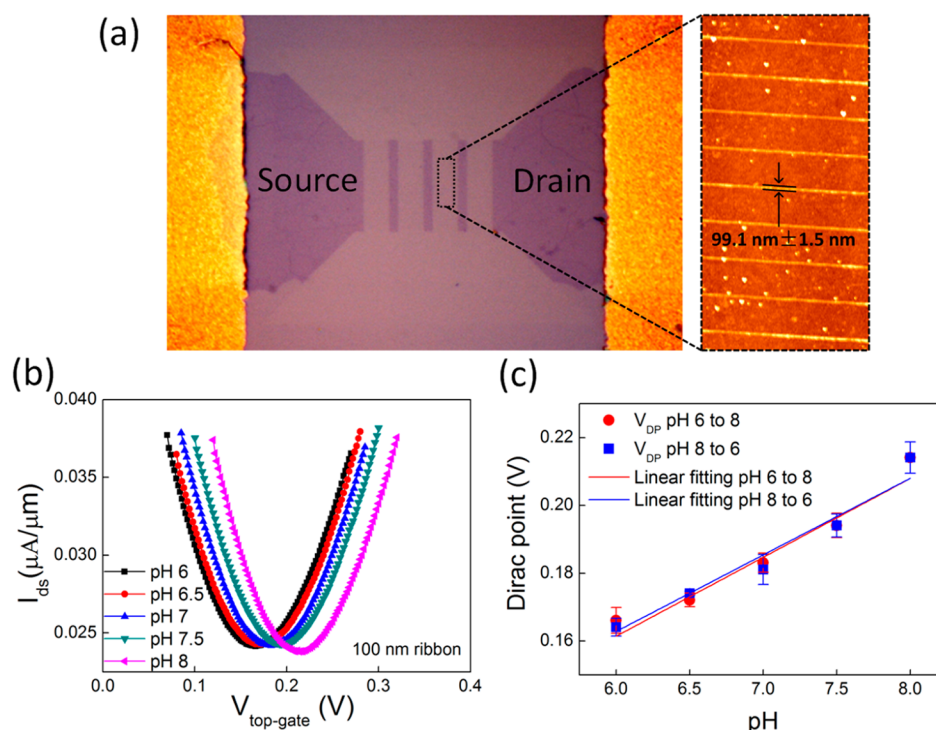 (a)
Source
Drain
99.1 nm ± 1.5 nm
(b)
0.040
0.035
0.030
0.025
I_ds(μA/μm)
pH 6
pH 6.5
pH 7
pH 7.5
pH 8
100 nm ribbon
0.0 0.1 0.2 0.3 0.4
V_top-gate (V)
(c)
V_DP pH 6 to 8
V_DP pH 8 to 6
Linear fitting pH 6 to 8
Linear fitting pH 8 to 6
0.22
0.20
0.18
0.16
Dirac point (V)
6.0 6.5 7.0 7.5 8.0
pH